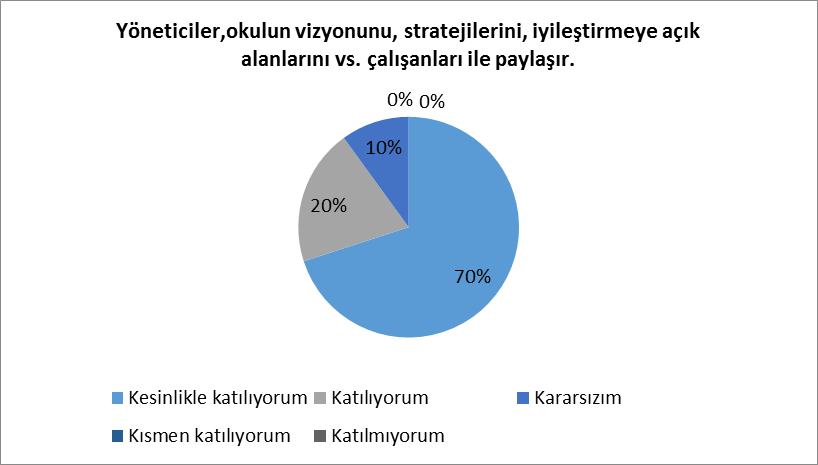 Yöneticiler,okulun vizyonunu, stratejilerini, iyileştirmeye açık
alanlarını vs. çalışanları ile paylaşır.
0% 0%
10%
20%
70%
Kesinlikle katılıyorum Katılıyorum Kararsızım
Kısmen katılıyorum Katılmıyorum